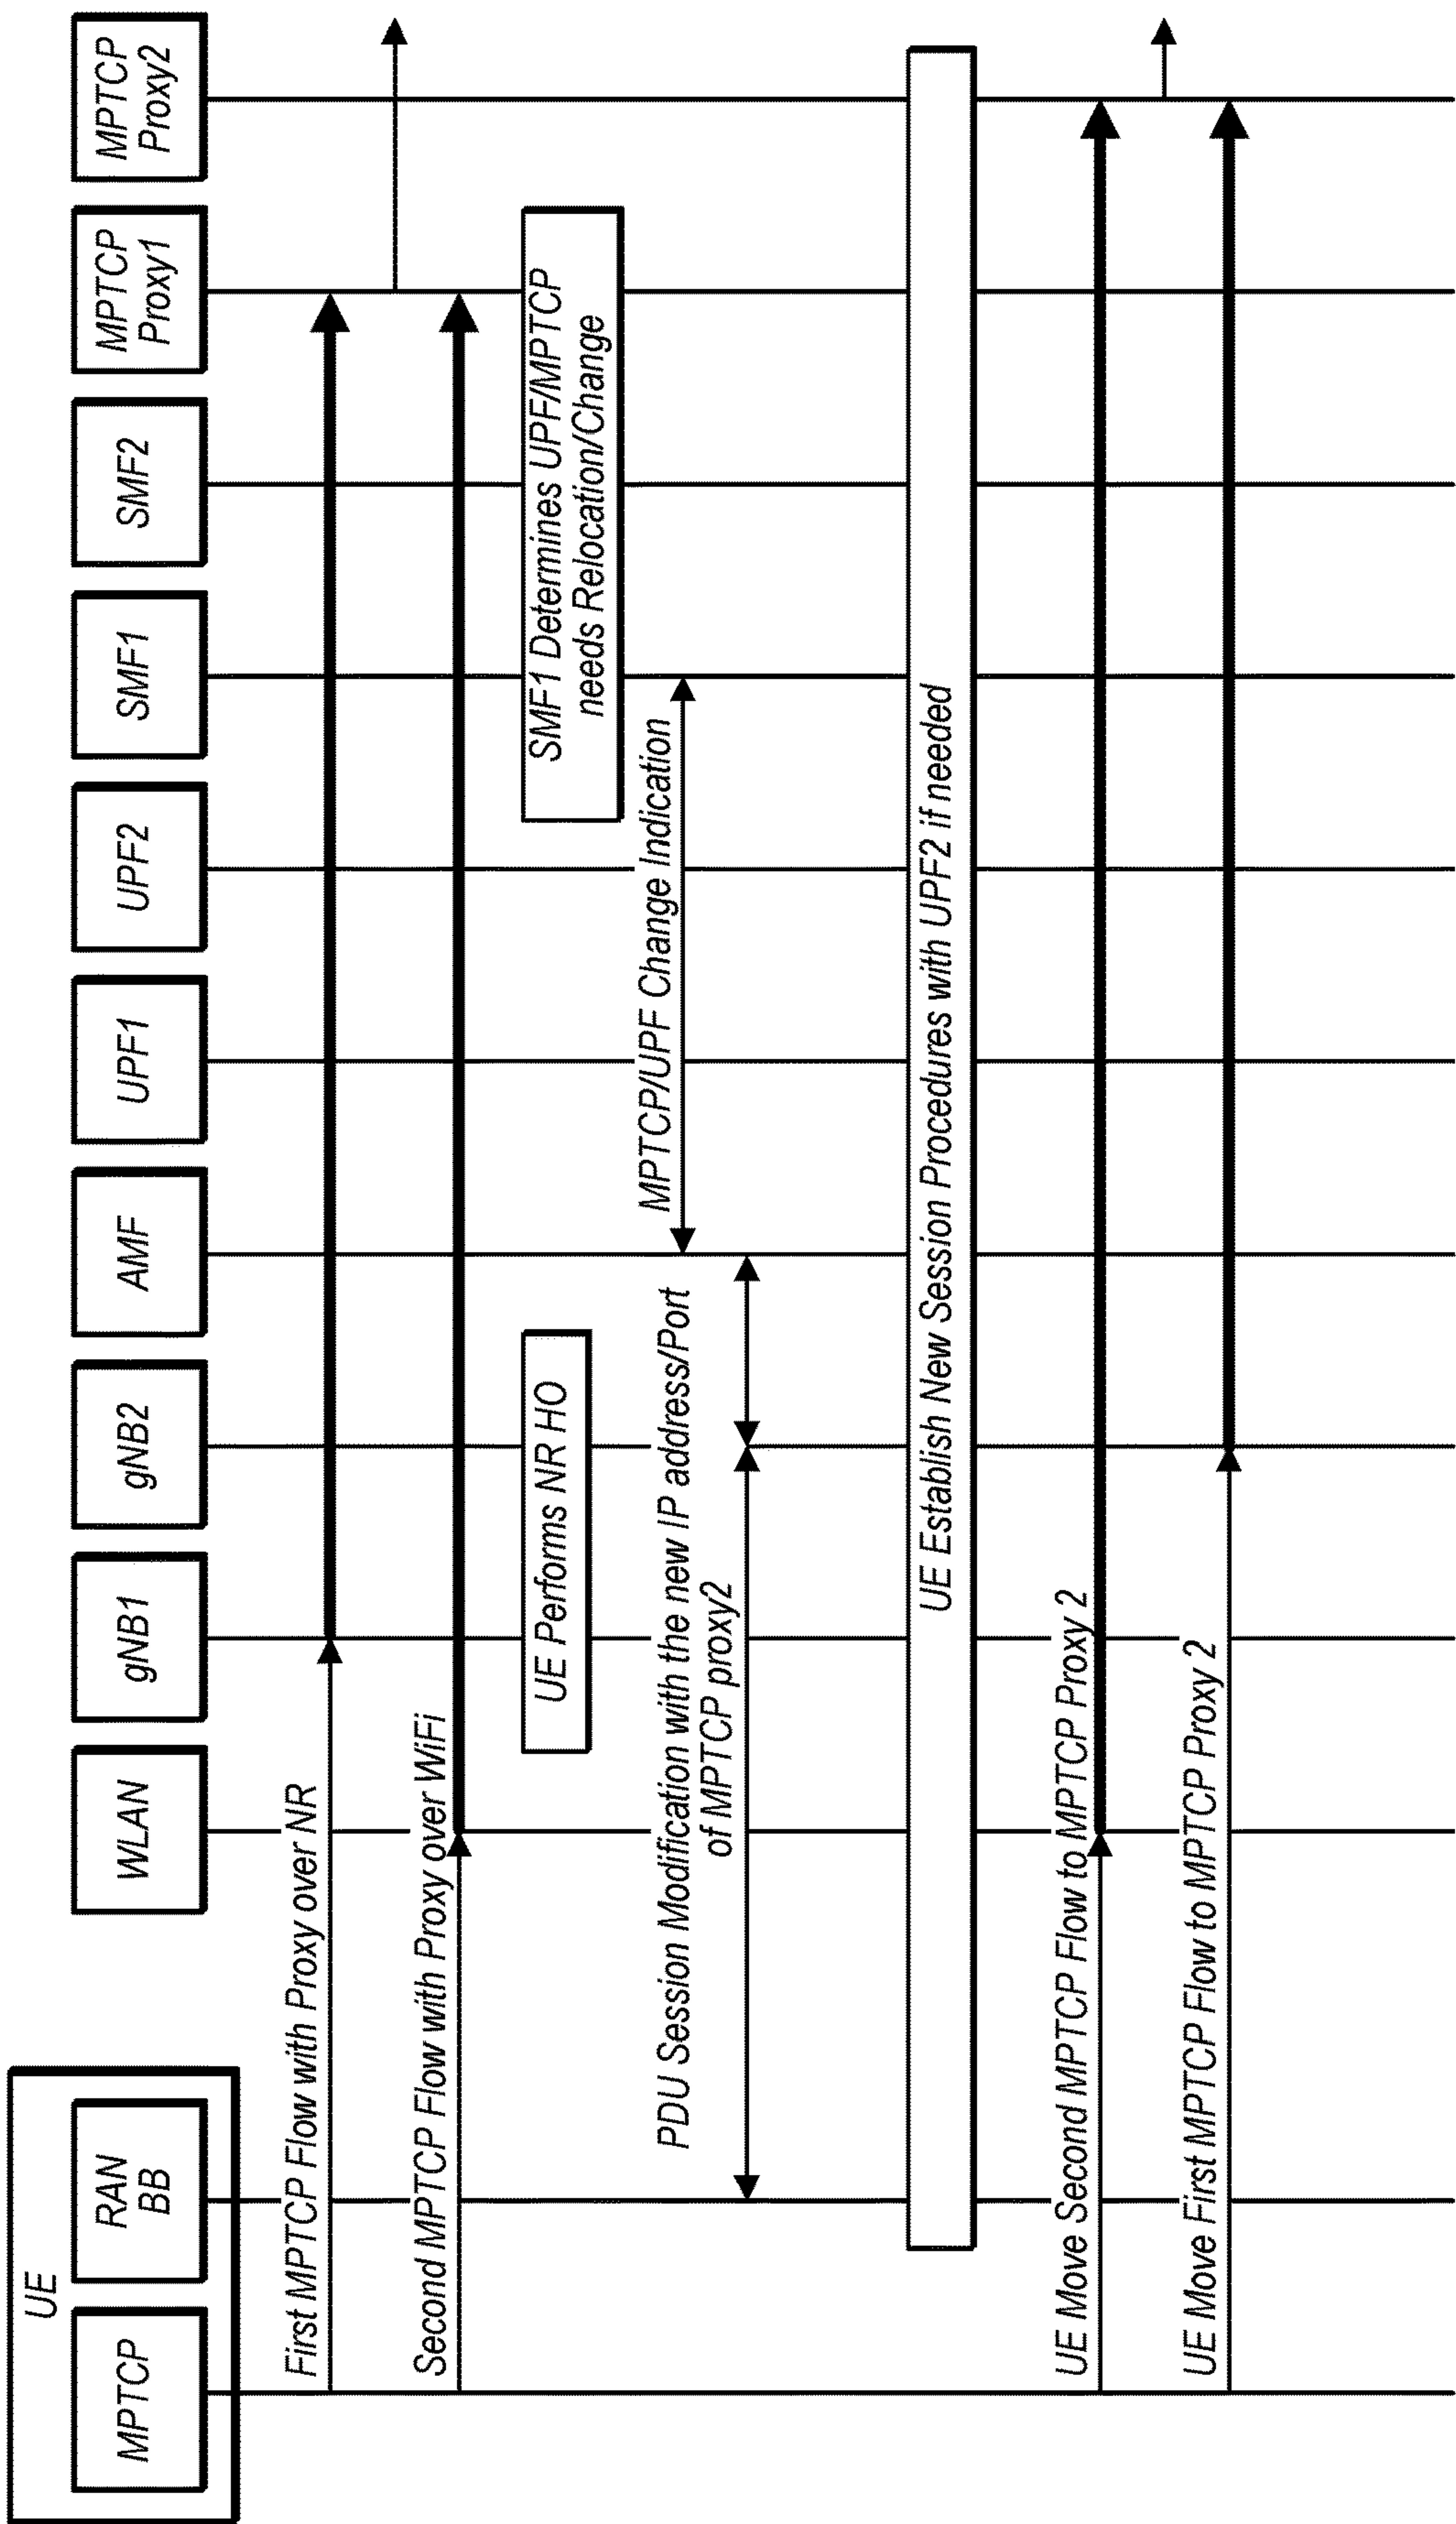 UE
MPTCP
RAN
BB
WLAN
gNB1
gNB2
AMF
UPF1
UPF2
SMF1
SMF2
MPTCP
Proxy1
MPTCP
Proxy2
First MPTCP Flow with Proxy over NR
Second MPTCP Flow with Proxy over WiFi
UE Performs NR HO
SMF1 Determines UPF/MPTCP
needs Relocation/Change
MPTCP/UPF Change Indication
PDU Session Modification with the new IP address/Port
of MPTCP proxy2
UE Establish New Session Procedures with UPF2 if needed
UE Move Second MPTCP Flow to MPTCP Proxy 2
UE Move First MPTCP Flow to MPTCP Proxy 2